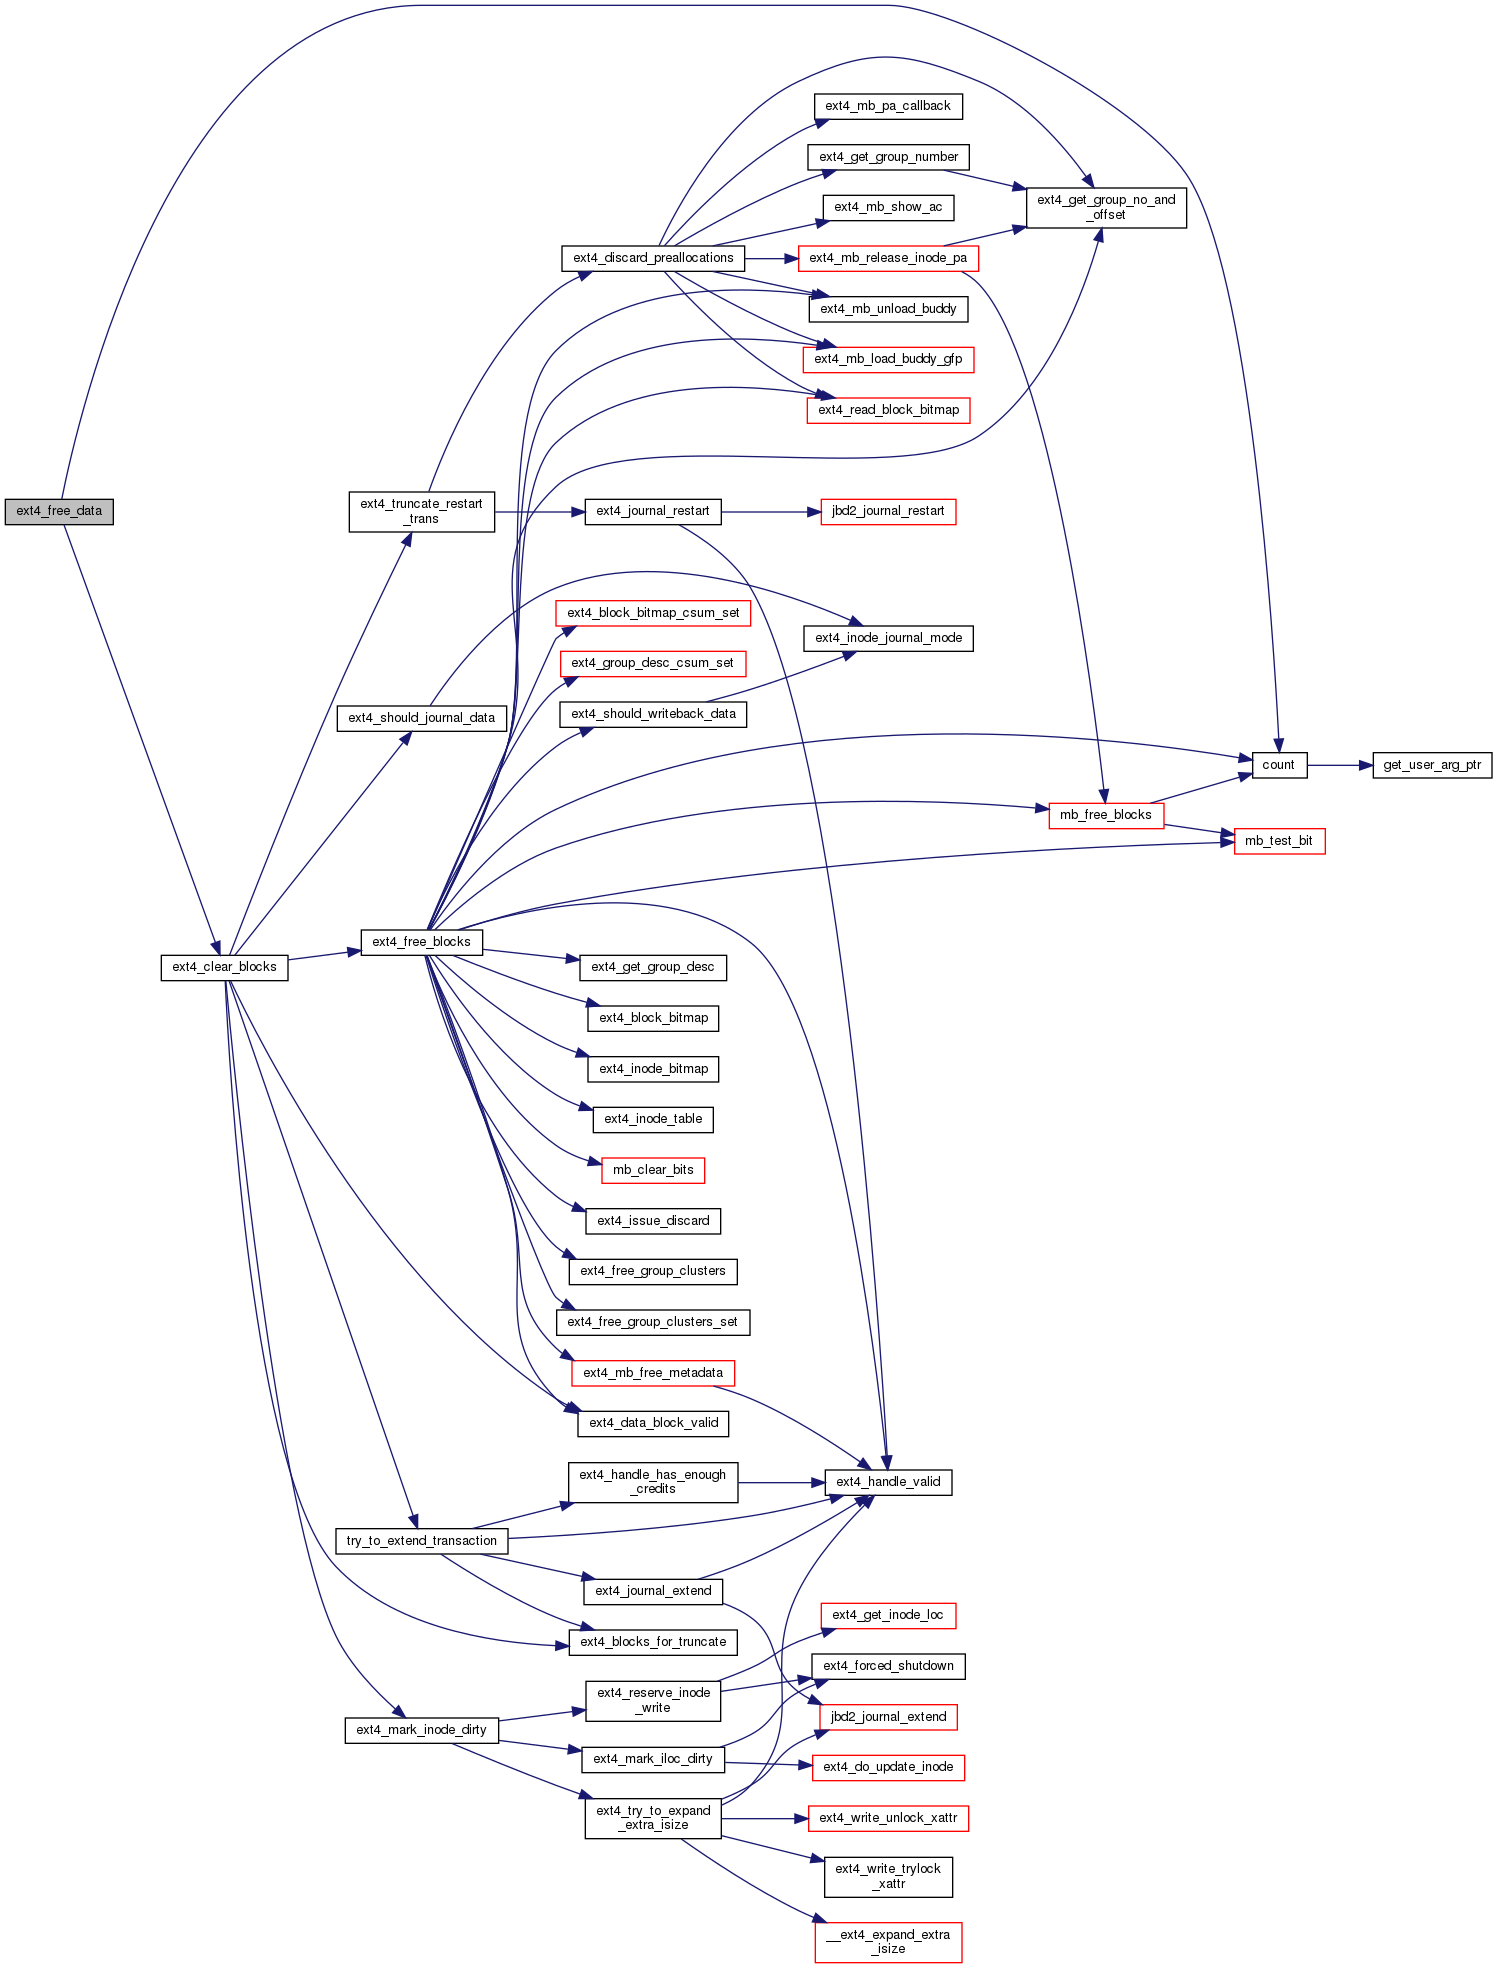 ext4_mb_pa_callback
ext4_get_group_number
ext4_get_group_no_and
_offset
ext4_mb_show_ac
ext4_discard_preallocations
ext4_mb_release_inode_pa
ext4_mb_unload_buddy
ext4_mb_load_buddy_gfp
ext4_read_block_bitmap
ext4_free_data
ext4_truncate_restart
_trans
ext4_journal_restart
jbd2_journal_restart
ext4_block_bitmap_csum_set
ext4_inode_journal_mode
ext4_group_desc_csum_set
ext4_should_journal_data
ext4_should_writeback_data
count
get_user_arg_ptr
mb_free_blocks
mb_test_bit
ext4_free_blocks
ext4_clear_blocks
ext4_get_group_desc
ext4_block_bitmap
ext4_inode_bitmap
ext4_inode_table
mb_clear_bits
ext4_issue_discard
ext4_free_group_clusters
ext4_free_group_clusters_set
ext4_mb_free_metadata
ext4_data_block_valid
ext4_handle_has_enough
_credits
ext4_handle_valid
try_to_extend_transaction
ext4_journal_extend
ext4_get_inode_loc
ext4_blocks_for_truncate
ext4_forced_shutdown
ext4_reserve_inode
_write
jbd2_journal_extend
ext4_mark_inode_dirty
ext4_mark_iloc_dirty
ext4_do_update_inode
ext4_try_to_expand
_extra_isize
ext4_write_unlock_xattr
ext4_write_trylock
_xattr
__ext4_expand_extra
_isize